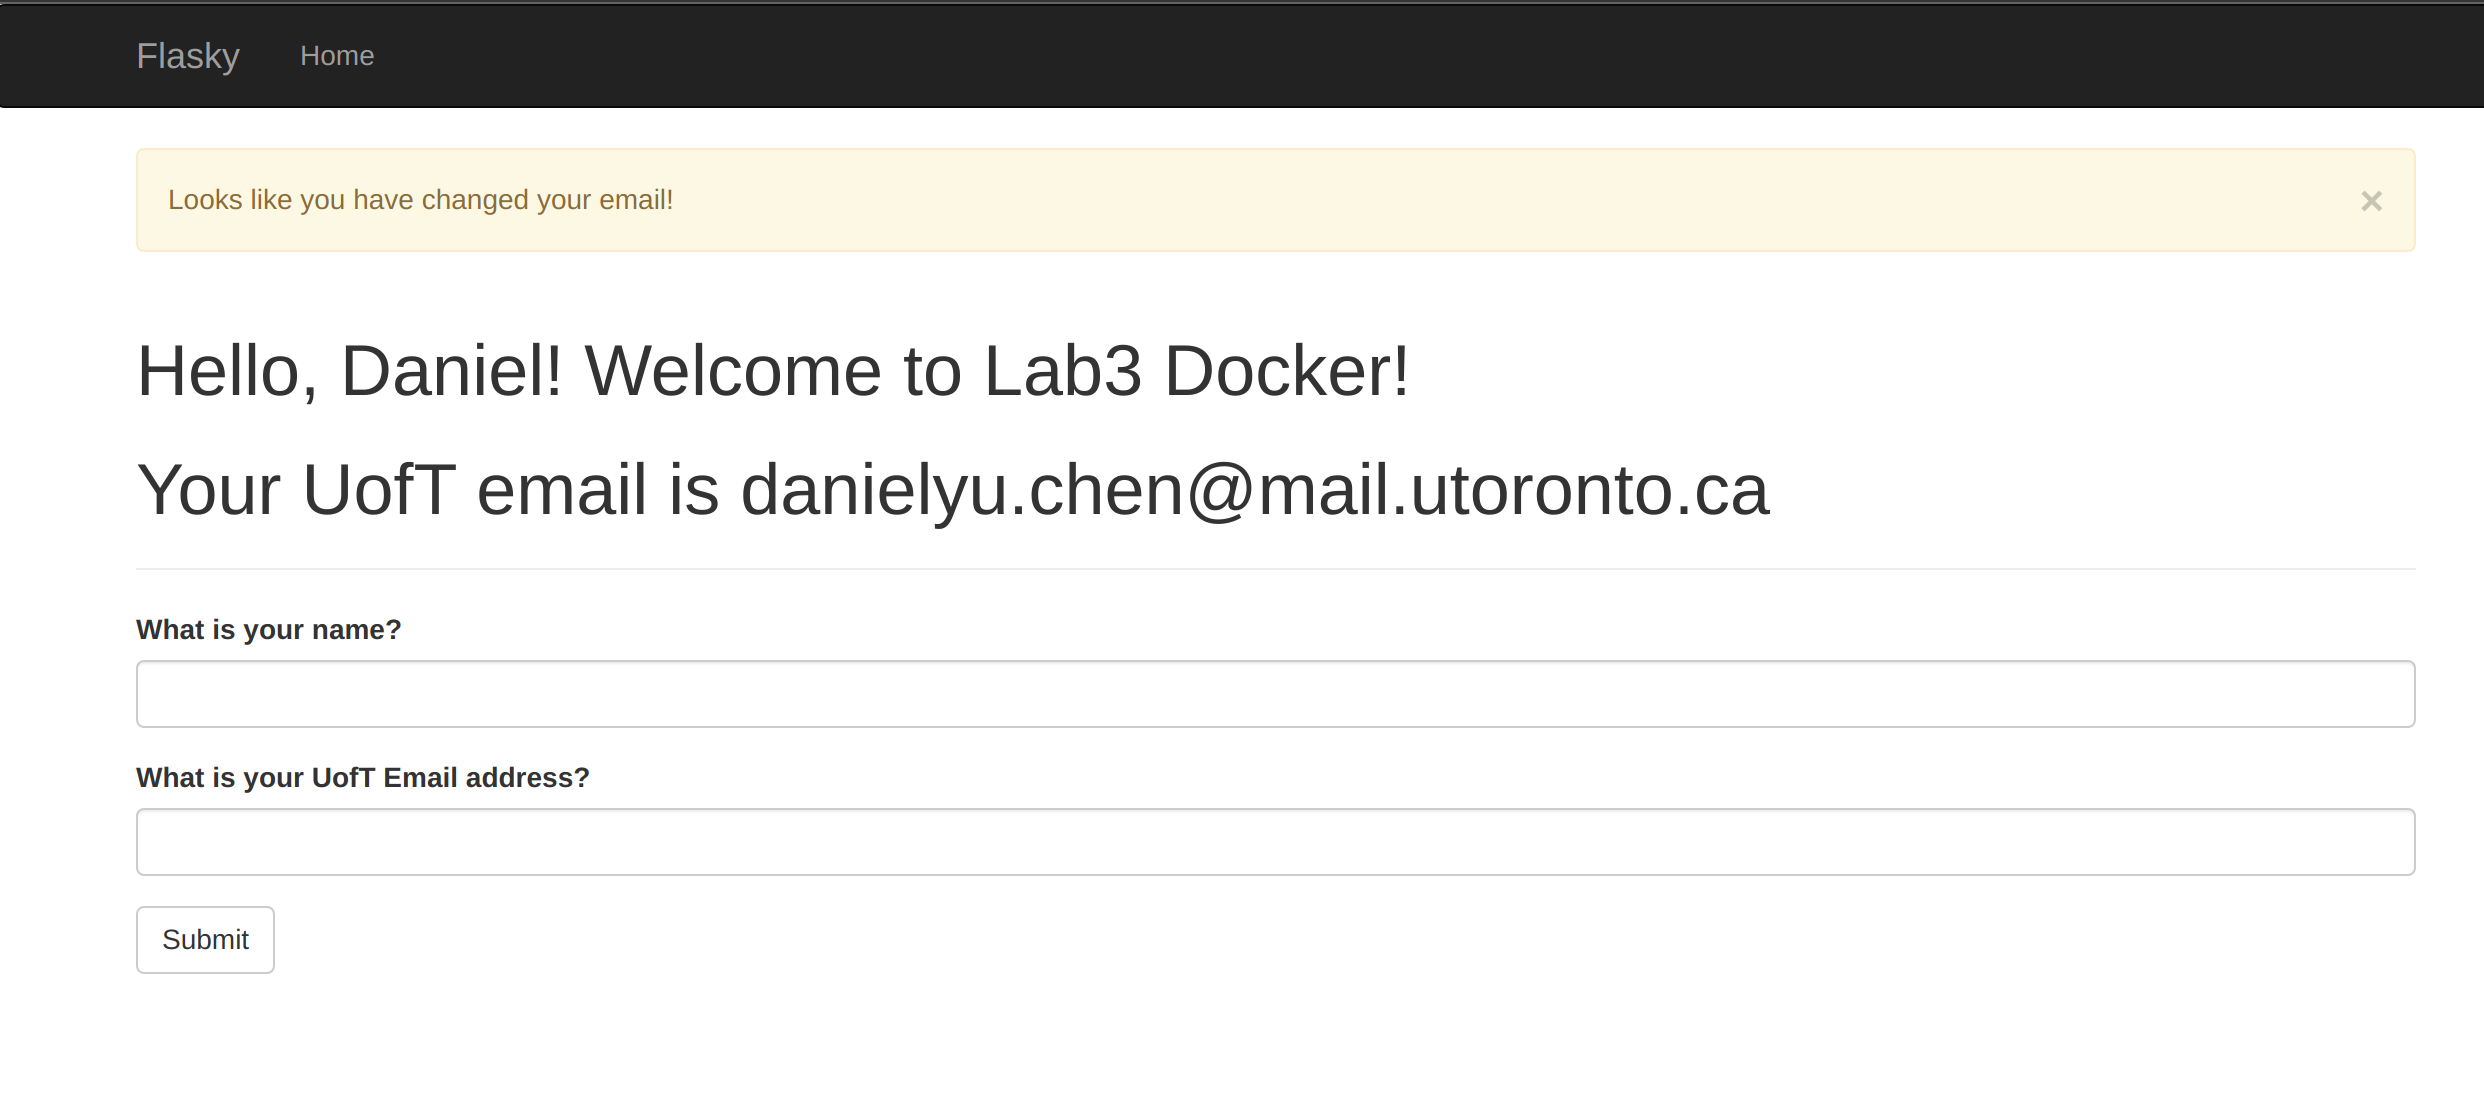 Flasky Home
Looks like you have changed your email! ×
Hello, Daniel! Welcome to Lab3 Docker!
Your UofT email is danielyu.chen@mail.utoronto.ca
What is your name?
What is your UofT Email address?
Submit